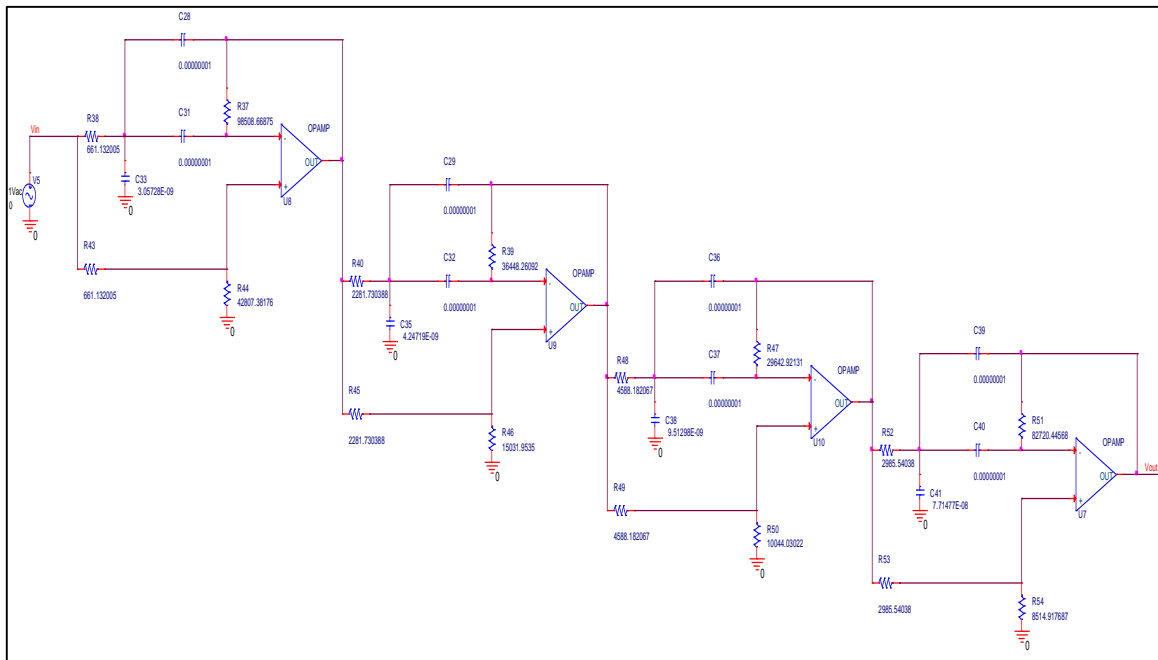 C28
0.00000001
R37
98508.66875
C31
0.00000001
OPAMP
-
+
OUT
U8
Vin
R38
661.132005
C33
3.05728E-09
0
V5
1Vac
0
0
R43
661.132005
R44
42807.38176
0
C29
0.00000001
R39
36448.26092
C32
0.00000001
OPAMP
-
+
OUT
U9
R40
2281.730388
C35
4.24719E-09
0
R45
2281.730388
R46
15031.9535
0
C36
0.00000001
R47
29642.92131
C37
0.00000001
OPAMP
-
+
OUT
U10
R48
4588.182067
C38
9.51298E-09
0
R49
4588.182067
R50
10044.03022
0
C39
0.00000001
R51
82720.44568
C40
0.00000001
OPAMP
-
+
OUT
U7
Vout
R52
2985.54038
C41
7.71477E-08
0
R53
2985.54038
R54
8514.917687
0